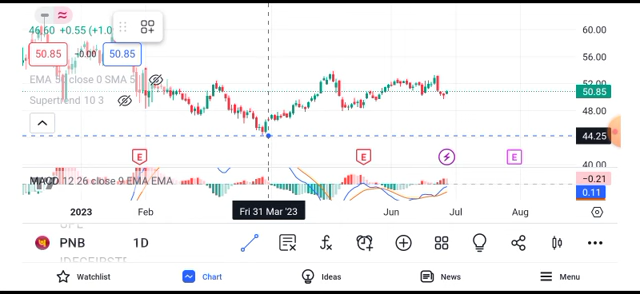 46.60 +0.55 (+1.0
60.00
50.85 +0.00 50.85
56.00
EMA 50 close 0 SMA 5
52.00
50.85
Supertrend 10 3
48.00
44.25
E E E
40.00
MACD 12 26 close 9 EMA EMA
−0.21
0.11
2023 Feb Fri 31 Mar '23 Jun Jul Aug
PNB 1D
Watchlist Chart Ideas News Menu